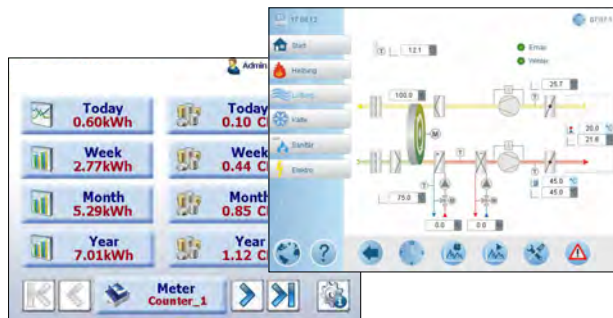 Admin
Today
0.60kWh
Today
0.10 C
Week
2.77kWh
Week
0.44 C
Month
5.29kWh
Month
0.85 C
Year
7.01kWh
Year
1.12 C
Meter
Counter_1
Start
Heizung
Lüftung
Kälte
Sanitär
Elektro
T
12.1
100.0
M
25.7
20.0 °C
21.6
T
T
T
T
75.0
45.0 °C
45.0
0.0
0.0
?